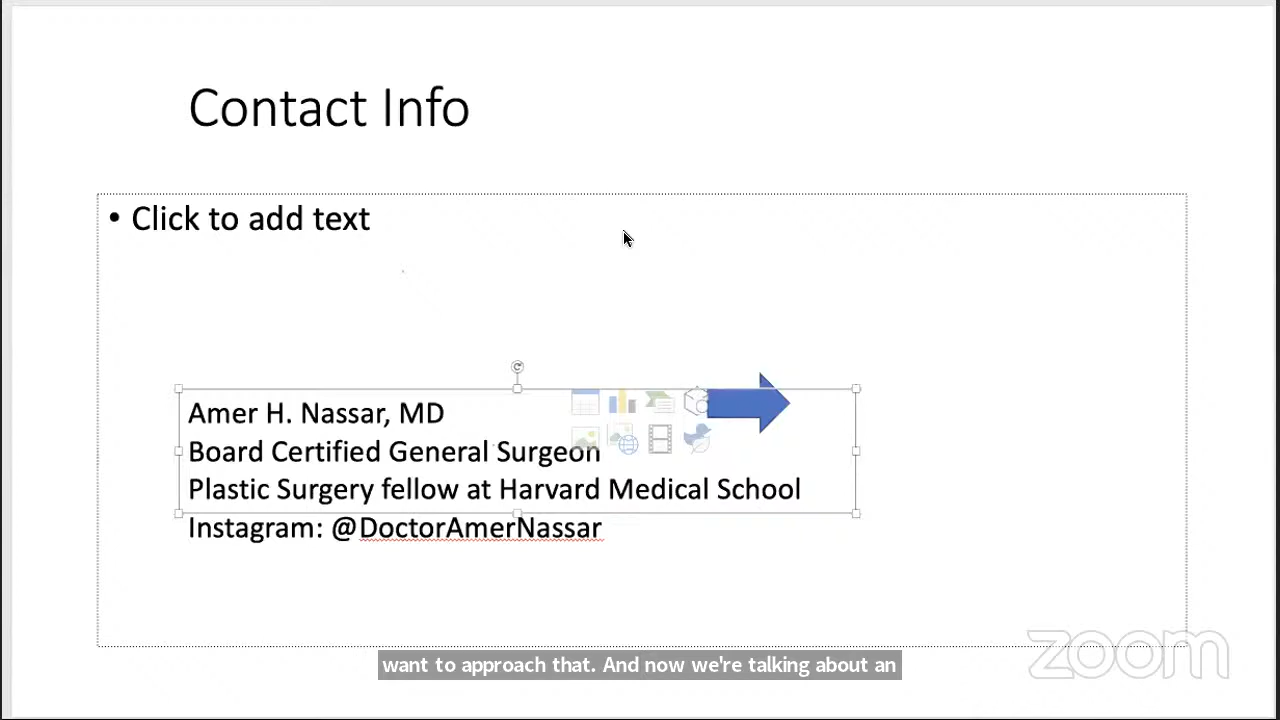 Contact Info
• Click to add text
Amer H. Nassar, MD
Board Certified General Surgeon
Plastic Surgery fellow at Harvard Medical School
Instagram: @DoctorAmerNassar
zoom
want to approach that. And now we're talking about an